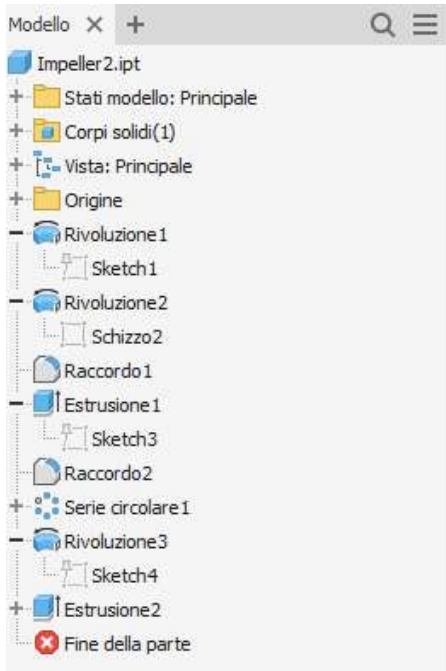 Modello
Impeller2.ipt
Stati modello: Principale
Corpi solidi(1)
Vista: Principale
Origine
Rivoluzione1
Sketch1
Rivoluzione2
Schizzo2
Raccordo1
Estrusione1
Sketch3
Raccordo2
Serie circolare1
Rivoluzione3
Sketch4
Estrusione2
Fine della parte